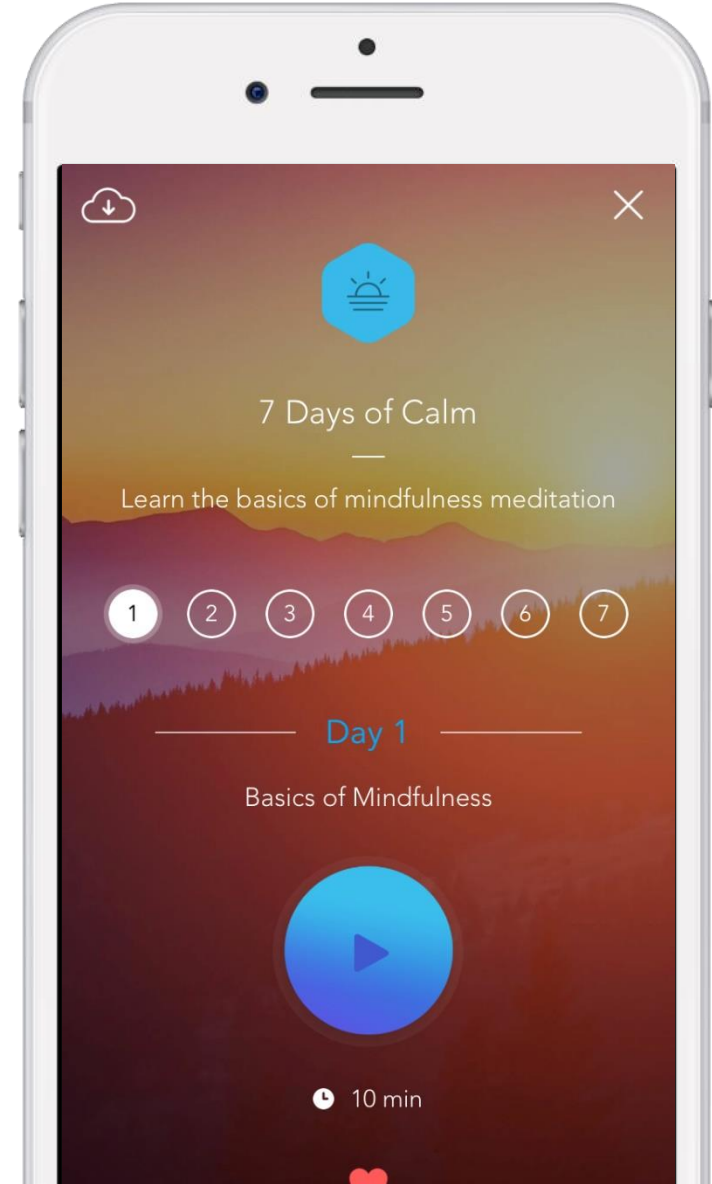 7 Days of Calm
Learn the basics of mindfulness meditation
1 2 3 4 5 6 7
Day 1
Basics of Mindfulness
10 min